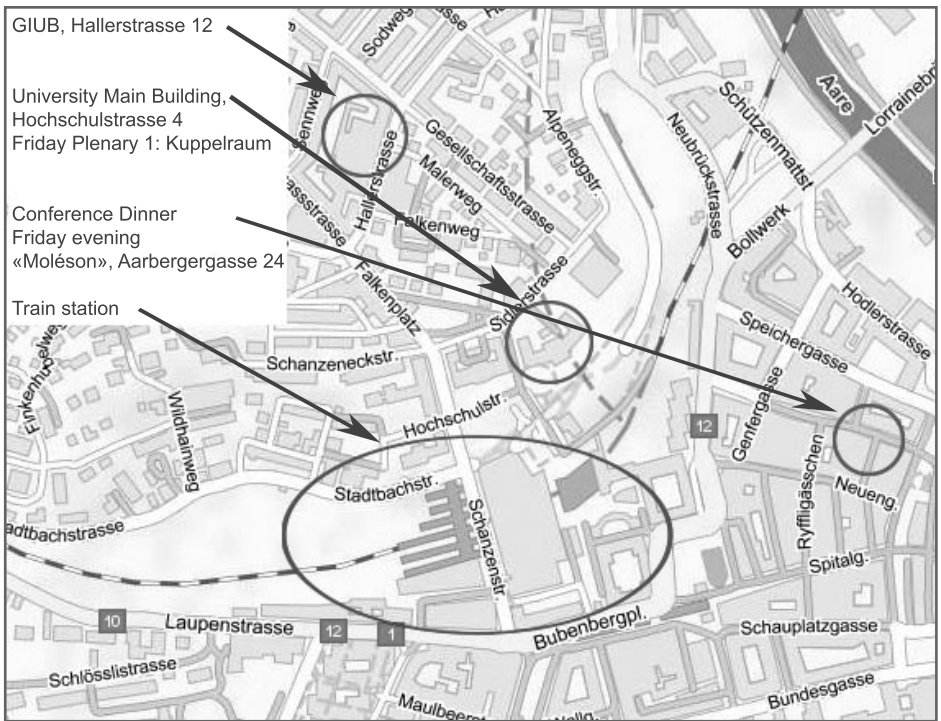 GIUB, Hallerstrasse 12
University Main Building,
Hochschulstrasse 4
Friday Plenary 1: Kuppelraum
Conference Dinner
Friday evening
«Moléson», Aarbergergasse 24
Train station
Sodweg
Aare
Lorrainebr
Schützenmattst
Alpeneggstr.
Neubrückstrasse
Gesellschaftsstrasse
Hallerstrasse
Malerweg
Falkenweg
Bollwerk
Falkenplatz
Sidlerstrasse
Hodlerstrasse
Speichergasse
Schanzeneckstr.
Wildhainweg
Hochschulstr.
12
Genfergasse
Ryffligässchen
Neueng.
Stadtbachstr.
Schanzenstr.
adtbachstrasse
Spitalg.
10
Laupenstrasse
12
1
Bubenbergpl.
Schauplatzgasse
Schlösslistrasse
Bundesgasse
Maulbeerst